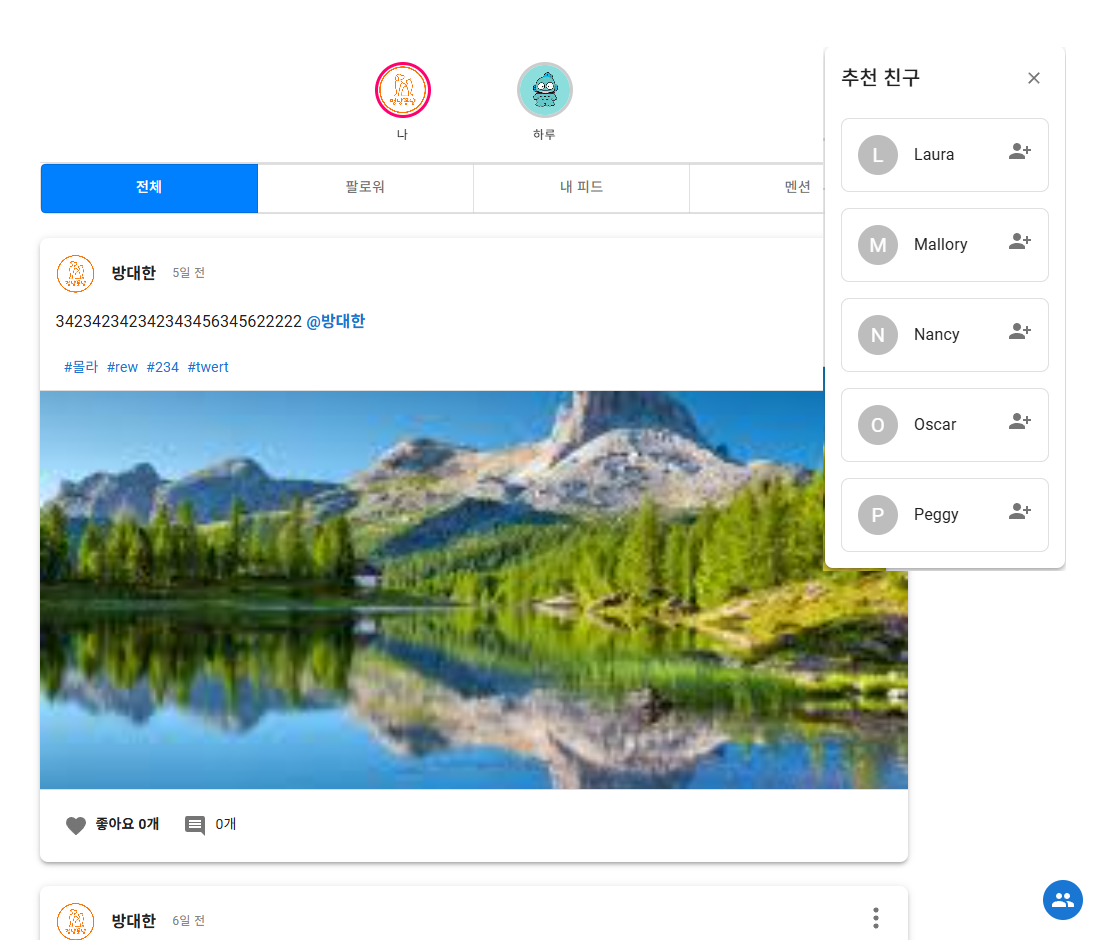 나
하루
전체
팔로워
내 피드
멘션
방대한 5일 전
342342342342343456345622222 @방대한
#몰라 #rew #234 #twert
좋아요 0개 0개
방대한 6일 전
추천 친구
L Laura
M Mallory
N Nancy
O Oscar
P Peggy